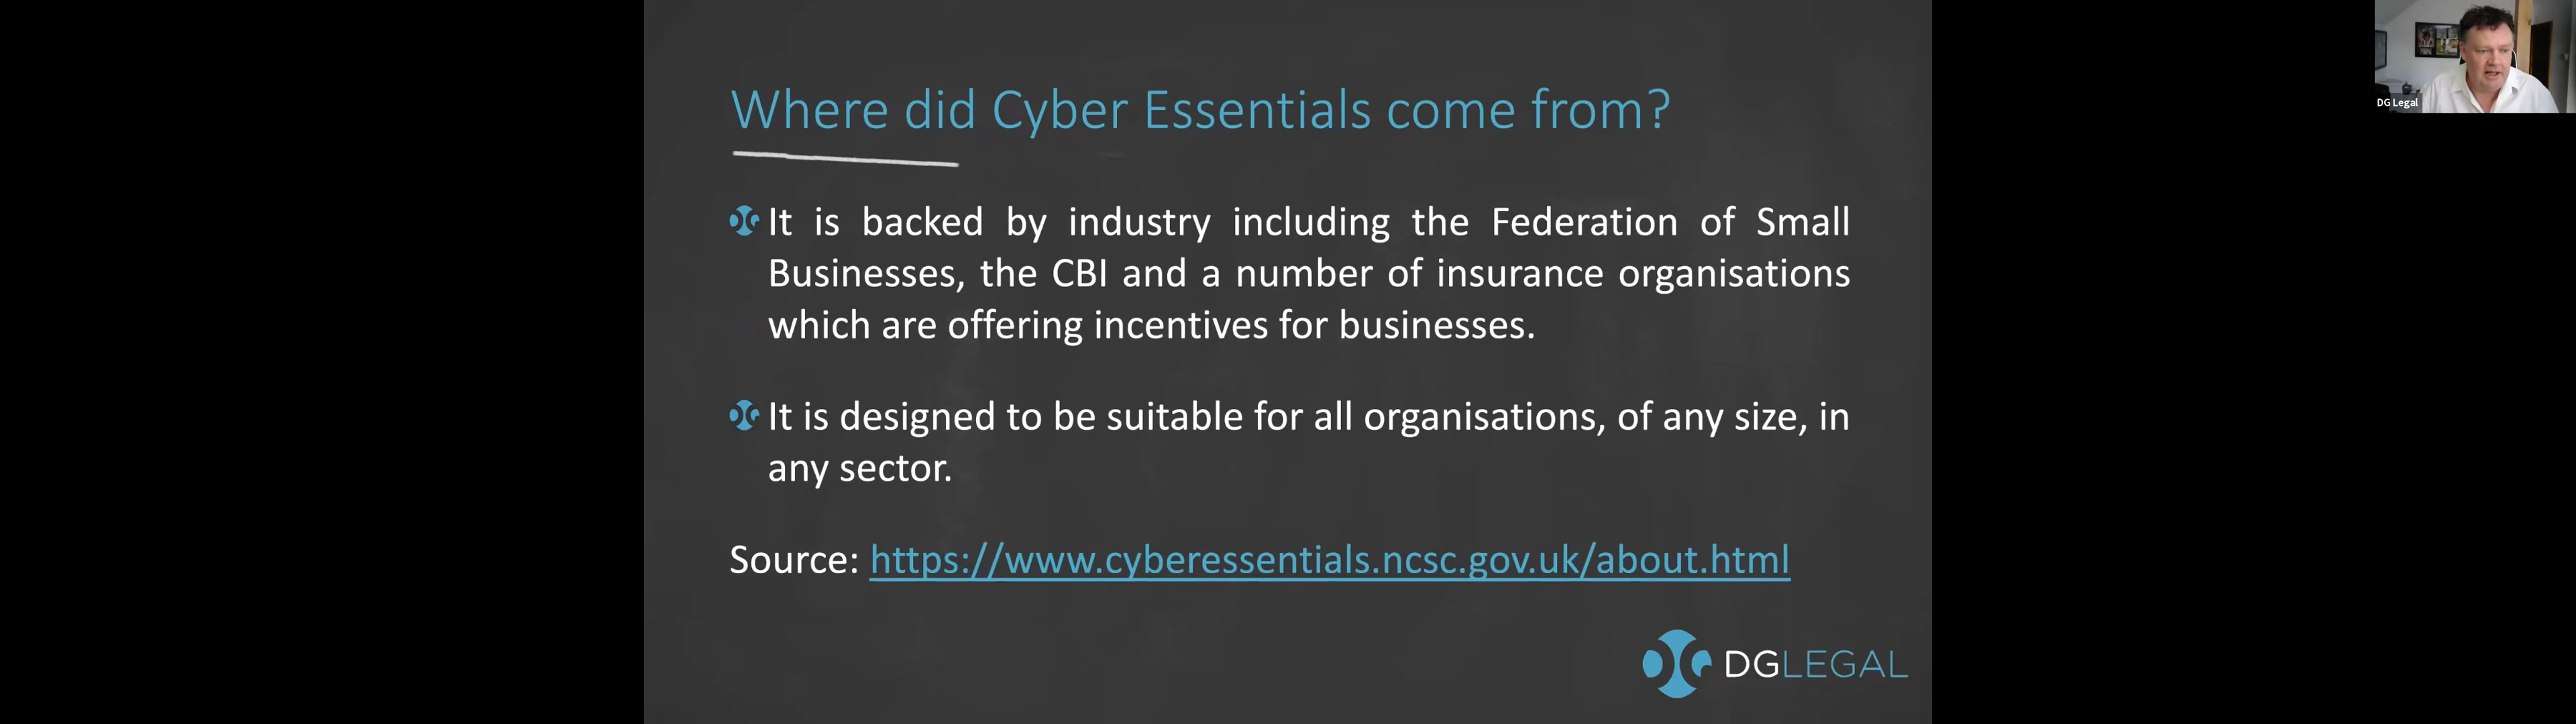 Where did Cyber Essentials come from?
It is backed by industry including the Federation of Small
Businesses, the CBI and a number of insurance organisations
which are offering incentives for businesses.
It is designed to be suitable for all organisations, of any size, in
any sector.
Source: https://www.cyberessentials.ncsc.gov.uk/about.html
DGLEGAL
DG Legal